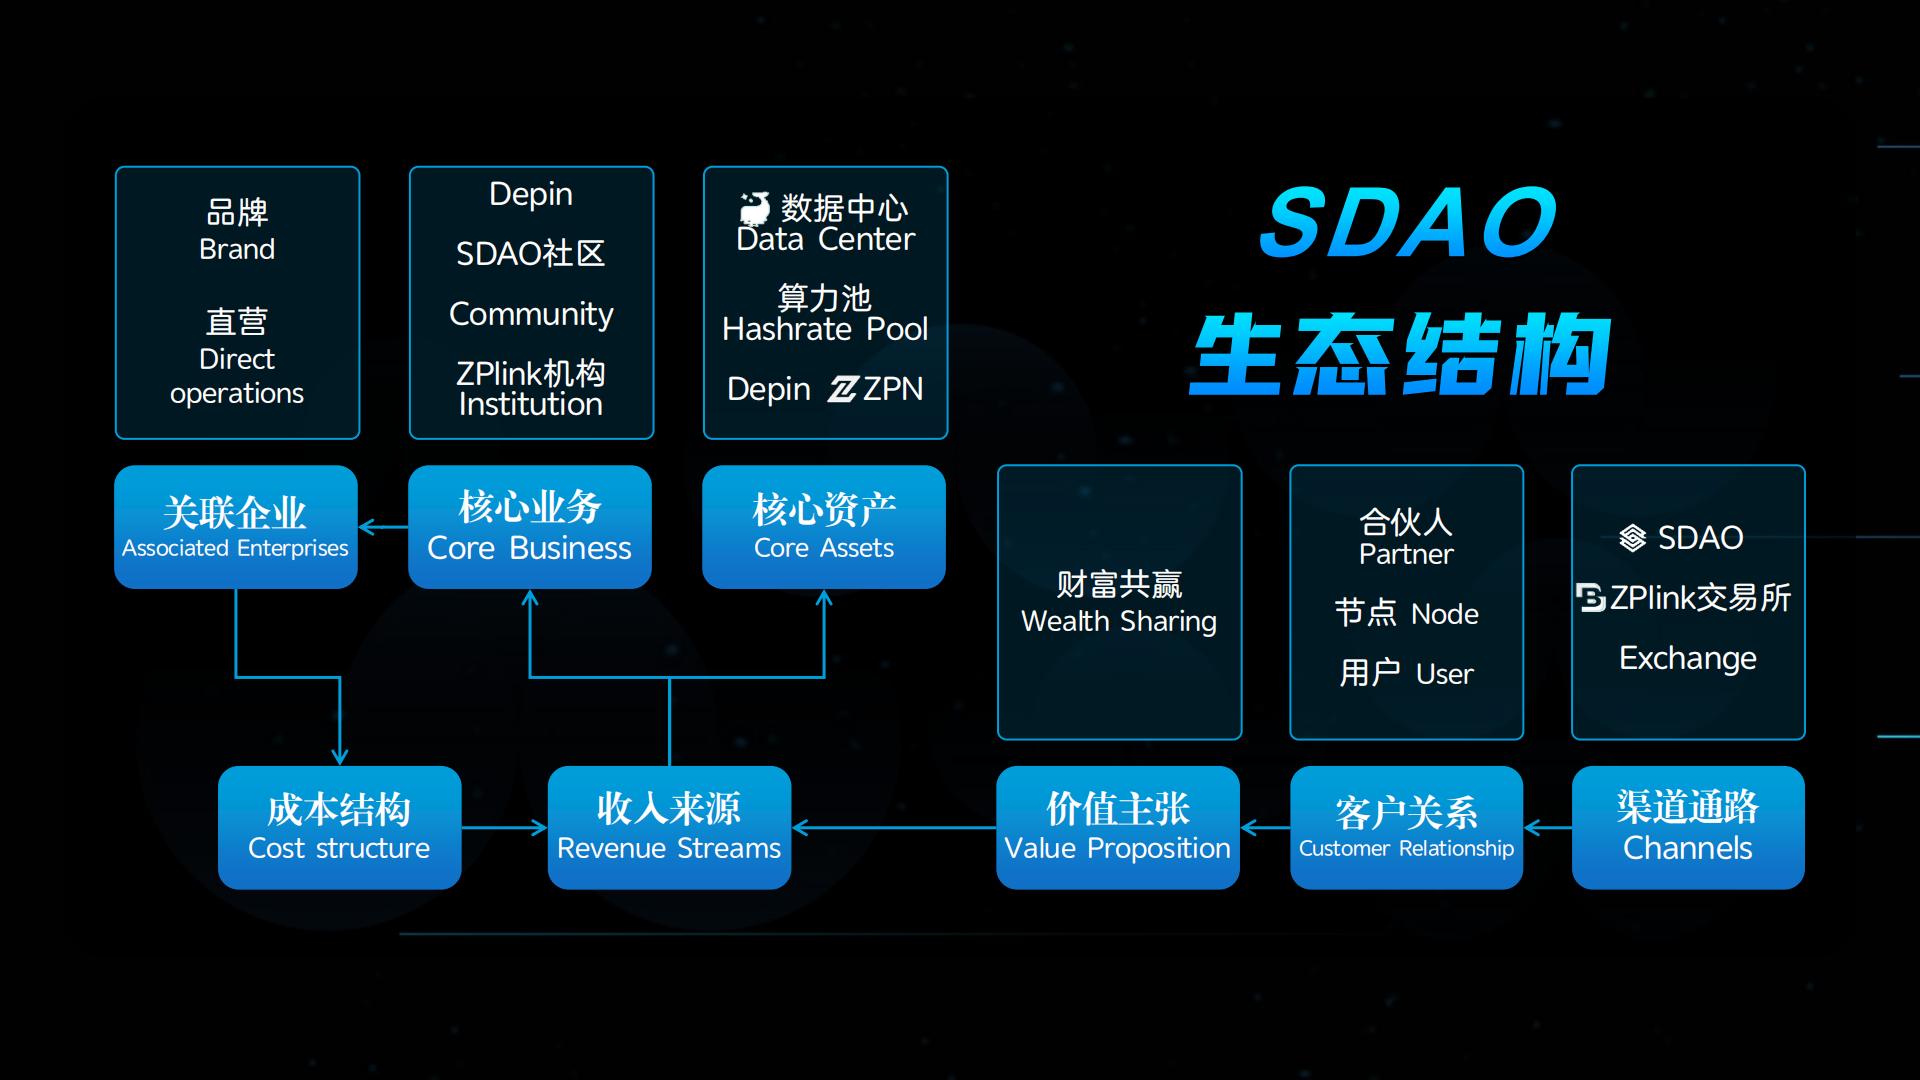 SDAO
生态结构
品牌
Brand
直营
Direct
operations
关联企业
Associated Enterprises
Depin
SDAO社区
Community
ZPlink机构
Institution
核心业务
Core Business
数据中心
Data Center
算力池
Hashrate Pool
Depin ZPN
核心资产
Core Assets
财富共赢
Wealth Sharing
价值主张
Value Proposition
合伙人
Partner
节点 Node
用户 User
客户关系
Customer Relationship
SDAO
ZPlink交易所
Exchange
渠道通路
Channels
成本结构
Cost structure
收入来源
Revenue Streams